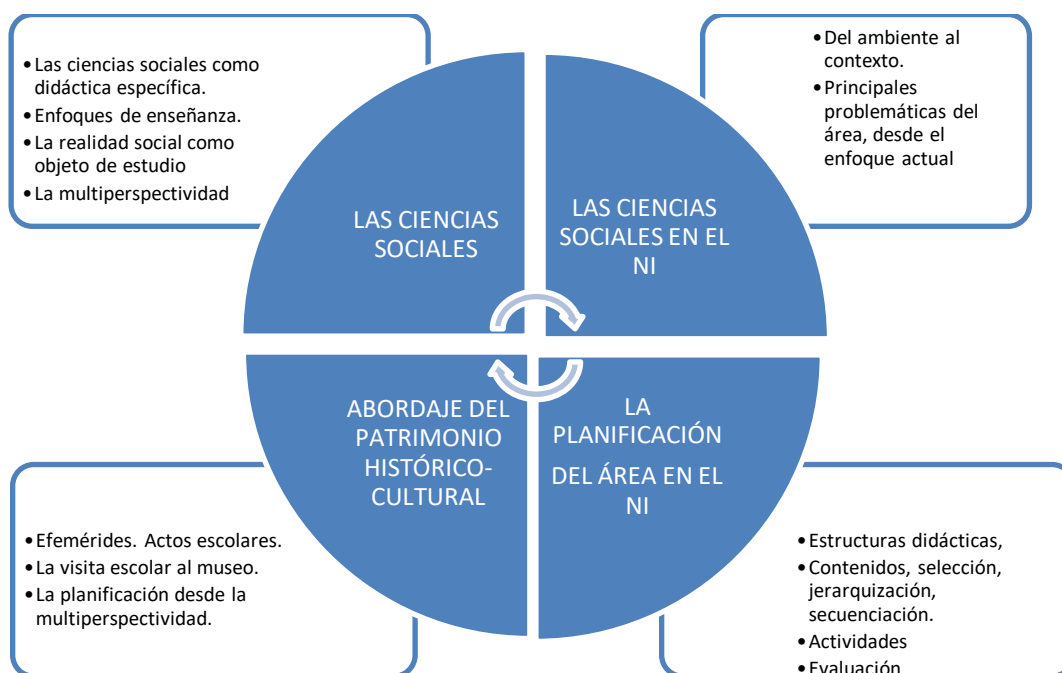 •Las ciencias sociales como
didáctica específica.
•Enfoques de enseñanza.
•La realidad social como
objeto de estudio
•La multiperspectividad
•Del ambiente al
contexto.
•Principales
problemáticas del
área, desde el
enfoque actual
LAS CIENCIAS
SOCIALES
LAS CIENCIAS
SOCIALES EN EL
NI
ABORDAJE DEL
PATRIMONIO
HISTÓRICO-
CULTURAL
LA
PLANIFICACIÓN
DEL ÁREA EN EL
NI
•Efemérides. Actos escolares.
•La visita escolar al museo.
•La planificación desde la
multiperspectividad.
•Estructuras didácticas,
•Contenidos, selección,
jerarquización,
secuenciación.
•Actividades
•Evaluación